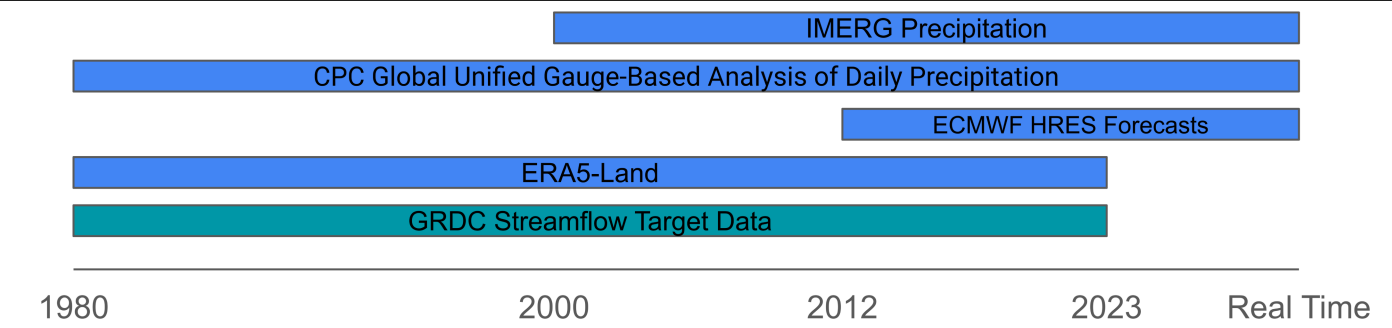 IMERG Precipitation
CPC Global Unified Gauge-Based Analysis of Daily Precipitation
ECMWF HRES Forecasts
ERA5-Land
GRDC Streamflow Target Data
1980 2000 2012 2023 Real Time